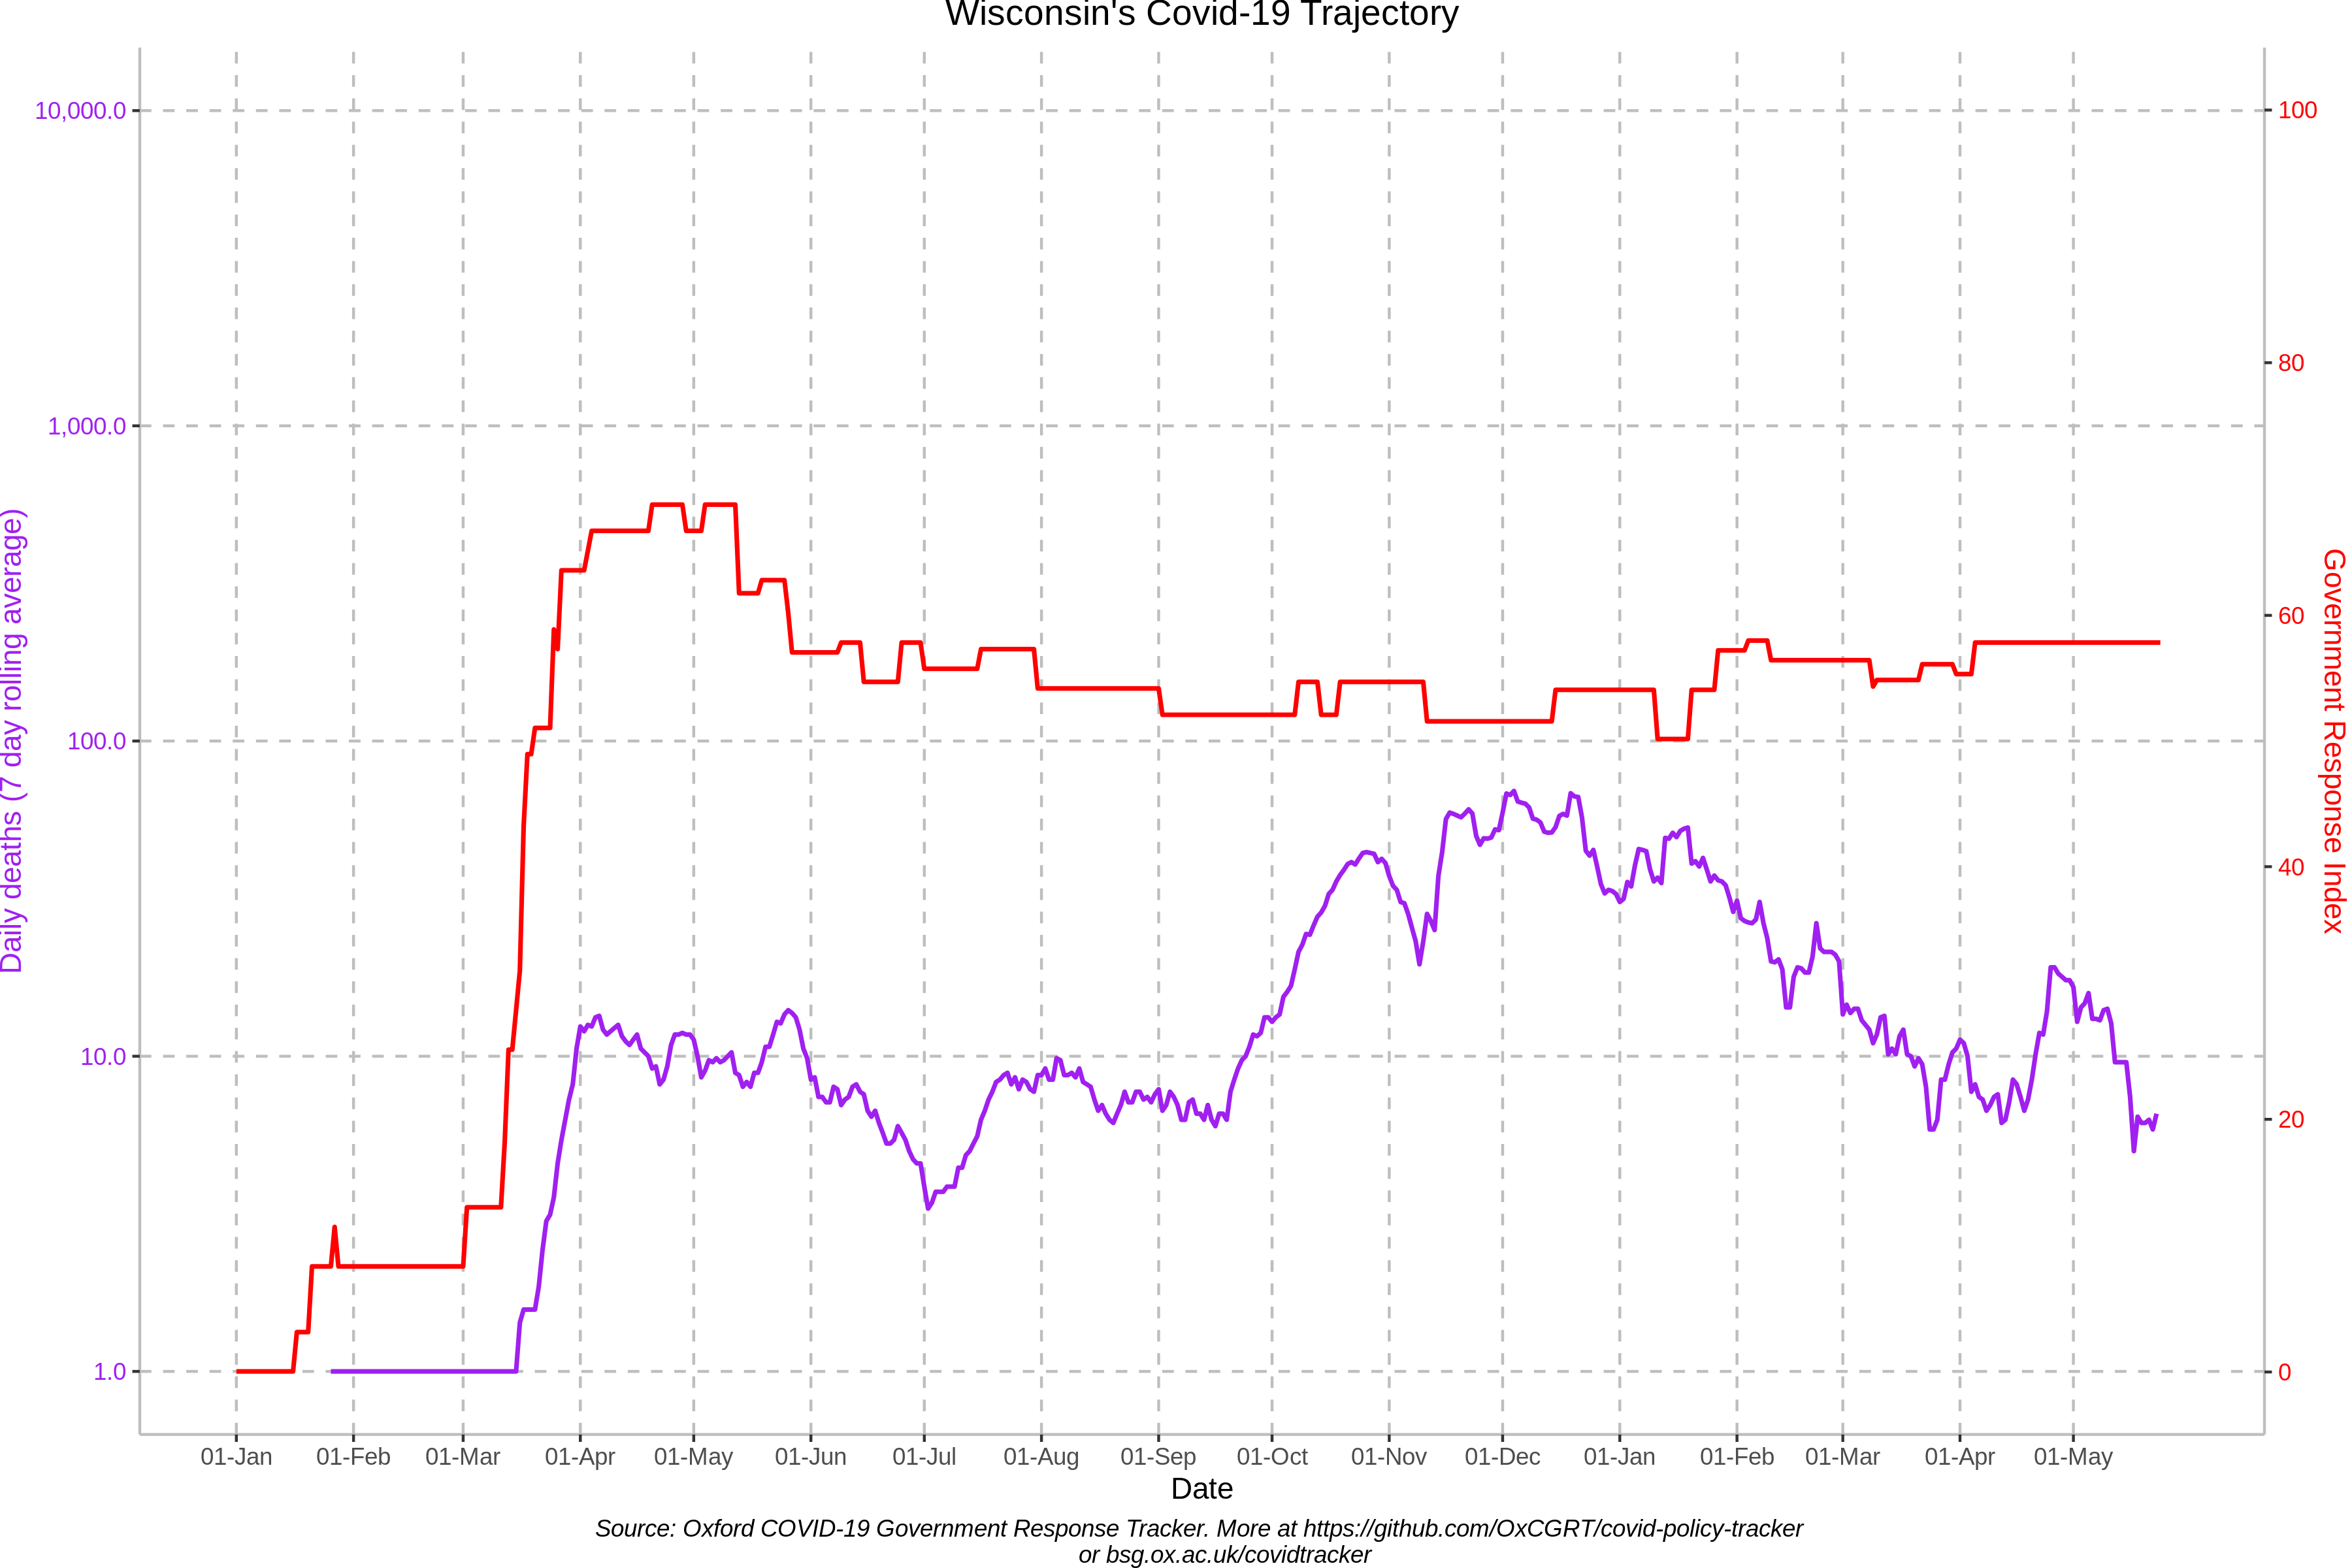 Wisconsin's Covid-19 Trajectory
10,000.0
1,000.0
100.0
10.0
1.0
Daily deaths (7 day rolling average)
100
80
60
40
20
0
Government Response Index
01-Jan 01-Feb 01-Mar 01-Apr 01-May 01-Jun 01-Jul 01-Aug 01-Sep 01-Oct 01-Nov 01-Dec 01-Jan 01-Feb 01-Mar 01-Apr 01-May
Date
Source: Oxford COVID-19 Government Response Tracker. More at https://github.com/OxCGRT/covid-policy-tracker
or bsg.ox.ac.uk/covidtracker